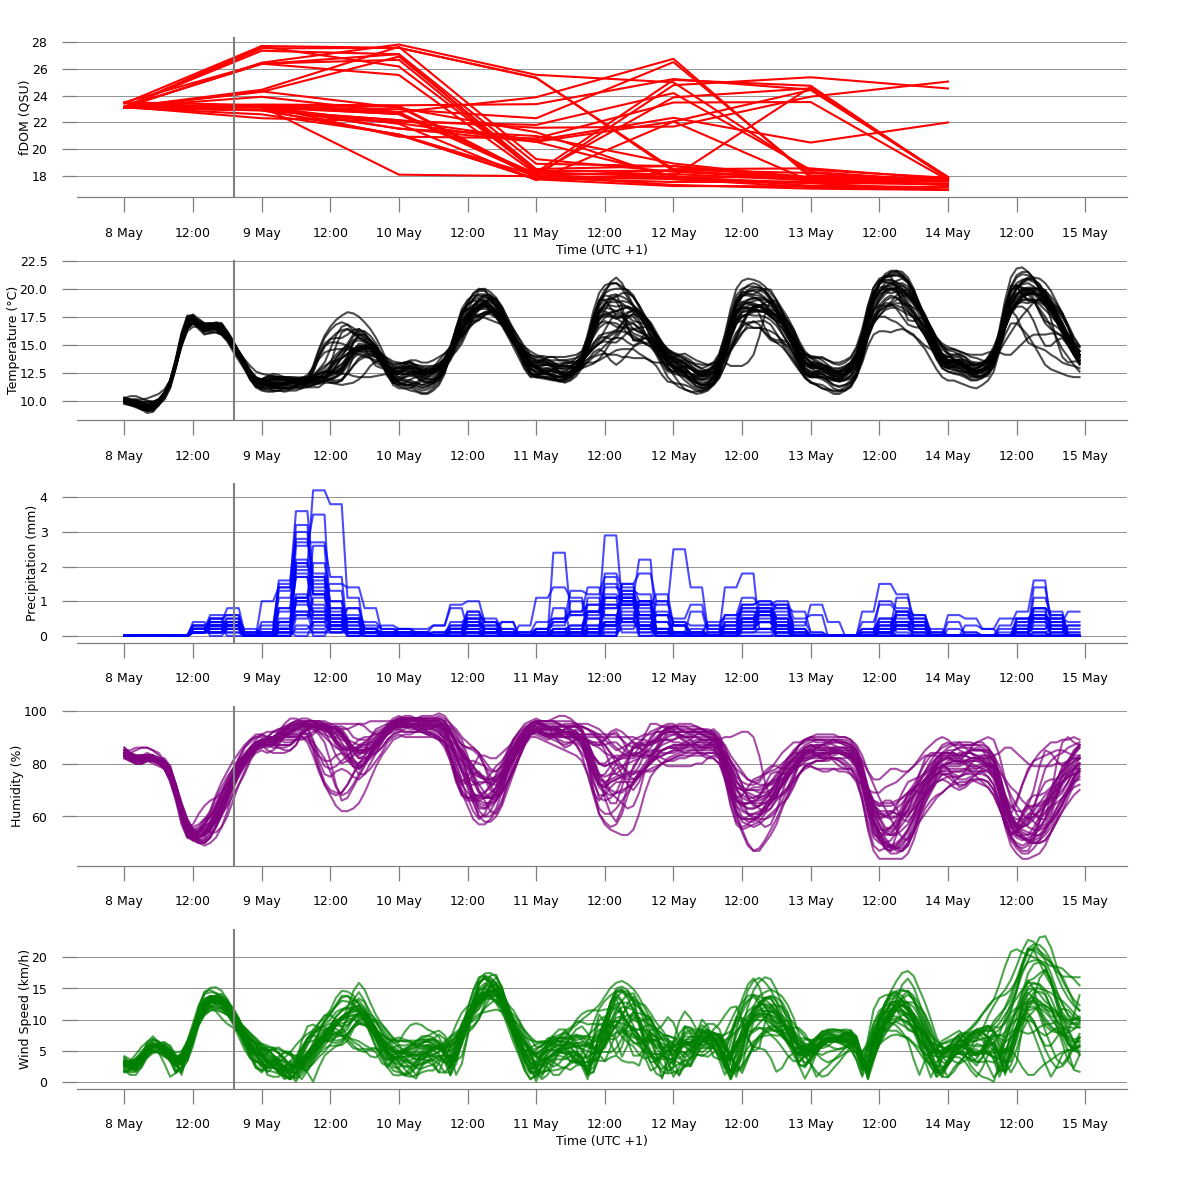 28
26
24
22
20
18
fDOM (QSU)
8 May 12:00 9 May 12:00 10 May 12:00 11 May 12:00 12 May 12:00 13 May 12:00 14 May 12:00 15 May
Time (UTC +1)
22.5
20.0
17.5
15.0
12.5
10.0
Temperature (°C)
8 May 12:00 9 May 12:00 10 May 12:00 11 May 12:00 12 May 12:00 13 May 12:00 14 May 12:00 15 May
4
3
2
1
0
Precipitation (mm)
8 May 12:00 9 May 12:00 10 May 12:00 11 May 12:00 12 May 12:00 13 May 12:00 14 May 12:00 15 May
100
80
60
Humidity (%)
8 May 12:00 9 May 12:00 10 May 12:00 11 May 12:00 12 May 12:00 13 May 12:00 14 May 12:00 15 May
20
15
10
5
0
Wind Speed (km/h)
8 May 12:00 9 May 12:00 10 May 12:00 11 May 12:00 12 May 12:00 13 May 12:00 14 May 12:00 15 May
Time (UTC +1)